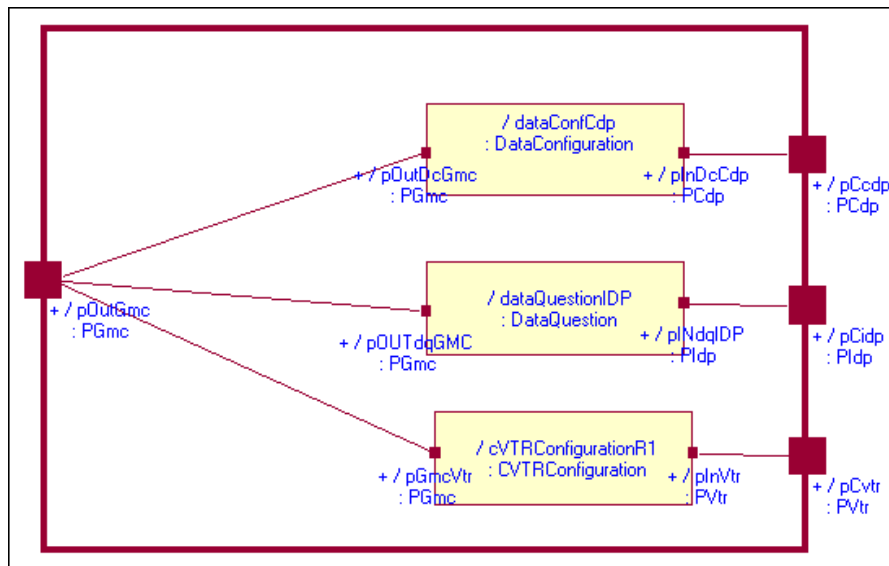 / dataConfCdp
: DataConfiguration
+ / pOutDcGmc
: PGmc
+ / pInDcCdp
: PCdp
+ / pCcdp
: PCdp
+ / pOutGmc
: PGmc
/ dataQuestionIDP
: DataQuestion
+ / pOUTdqGMC
: PGmc
+ / pINdqIDP
: PIdp
+ / pCidp
: PIdp
/ cVTRConfigurationR1
: CVTRConfiguration
+ / pGmcVtr
: PGmc
+ / pInVtr
: PVtr
+ / pCvtr
: PVtr